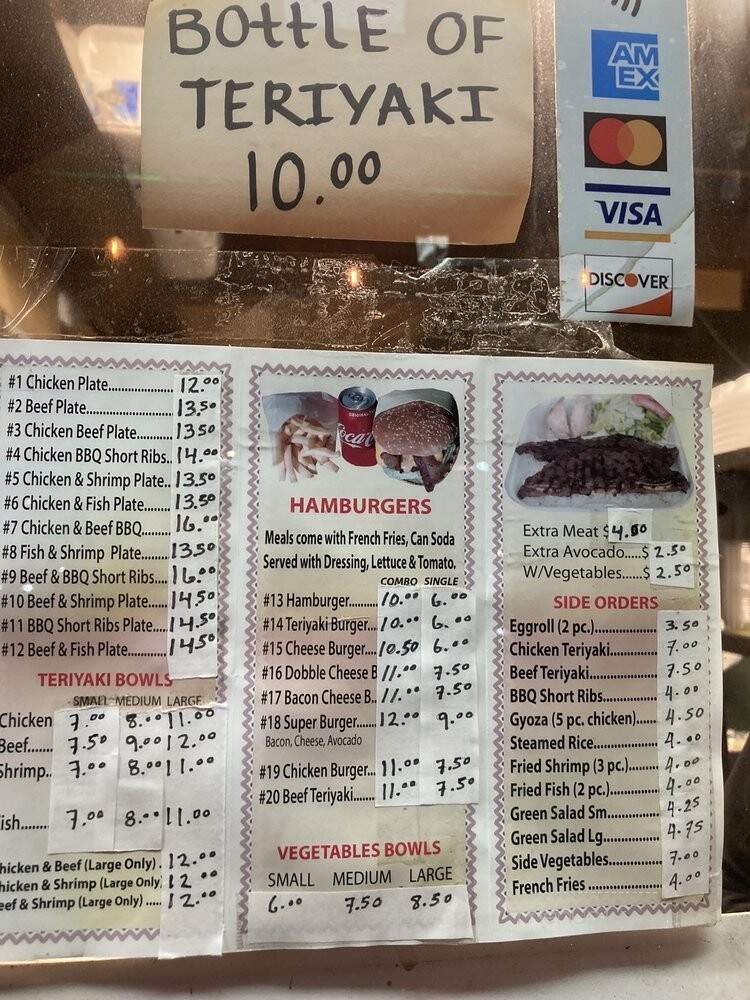 BOttLE OF
TERIYAKI
10.00
AM
EX
VISA
DISCOVER
#1 Chicken Plate.................... 12.00
#2 Beef Plate......................... 13.50
#3 Chicken Beef Plate.. 13 50
#4 Chicken BBQ Short Ribs.. 14.00
#5 Chicken & Shrimp Plate.. 13.50
#6 Chicken & Fish Plate...... 13.50
#7 Chicken & Beef BBQ....... 16.00
#8 Fish & Shrimp Plate....... 13.50
#9 Beef & BBQ Short Ribs.... 16.00
#10 Beef & Shrimp Plate..... 14.50
#11 BBQ Short Ribs Plate.... 14.50
#12 Beef & Fish Plate........... 14.50
TERIYAKI BOWLS
SMALL MEDIUM LARGE
Chicken 7.00 8.00 11.00
Beef...... 7.50 9.00 12.00
Shrimp.. 7.00 8.00 11.00
ish........ 7.00 8.00 11.00
hicken & Beef (Large Only) . 12.00
hicken & Shrimp (Large Only) 12.00
eef & Shrimp (Large Only) ..... 12.00
Coca
HAMBURGERS
Meals come with French Fries, Can Soda
Served with Dressing, Lettuce & Tomato.
COMBO SINGLE
#13 Hamburger.......... 10.00 6.00
#14 Teriyaki Burger... 10.00 6.00
#15 Cheese Burger.... 10.50 6.00
#16 Dobble Cheese B 11.00 7.50
#17 Bacon Cheese B.. 11.00 7.50
#18 Super Burger....... 12.00 9.00
Bacon, Cheese, Avocado
#19 Chicken Burger... 11.00 7.50
#20 Beef Teriyaki....... 11.00 7.50
VEGETABLES BOWLS
SMALL MEDIUM LARGE
6.00 7.50 8.50
Extra Meat $4.00
Extra Avocado.....$ 2.50
W/Vegetables......$ 2.50
SIDE ORDERS
Eggroll (2 pc.)................ 3.50
Chicken Teriyaki............ 7.00
Beef Teriyaki.................. 7.50
BBQ Short Ribs.............. 4.00
Gyoza (5 pc. chicken)..... 4.50
Steamed Rice................. 4.00
Fried Shrimp (3 pc.)....... 4.00
Fried Fish (2 pc.)............ 4.00
Green Salad Sm............. 4.25
Green Salad Lg.............. 4.75
Side Vegetables............. 7.00
French Fries .................. 4.00